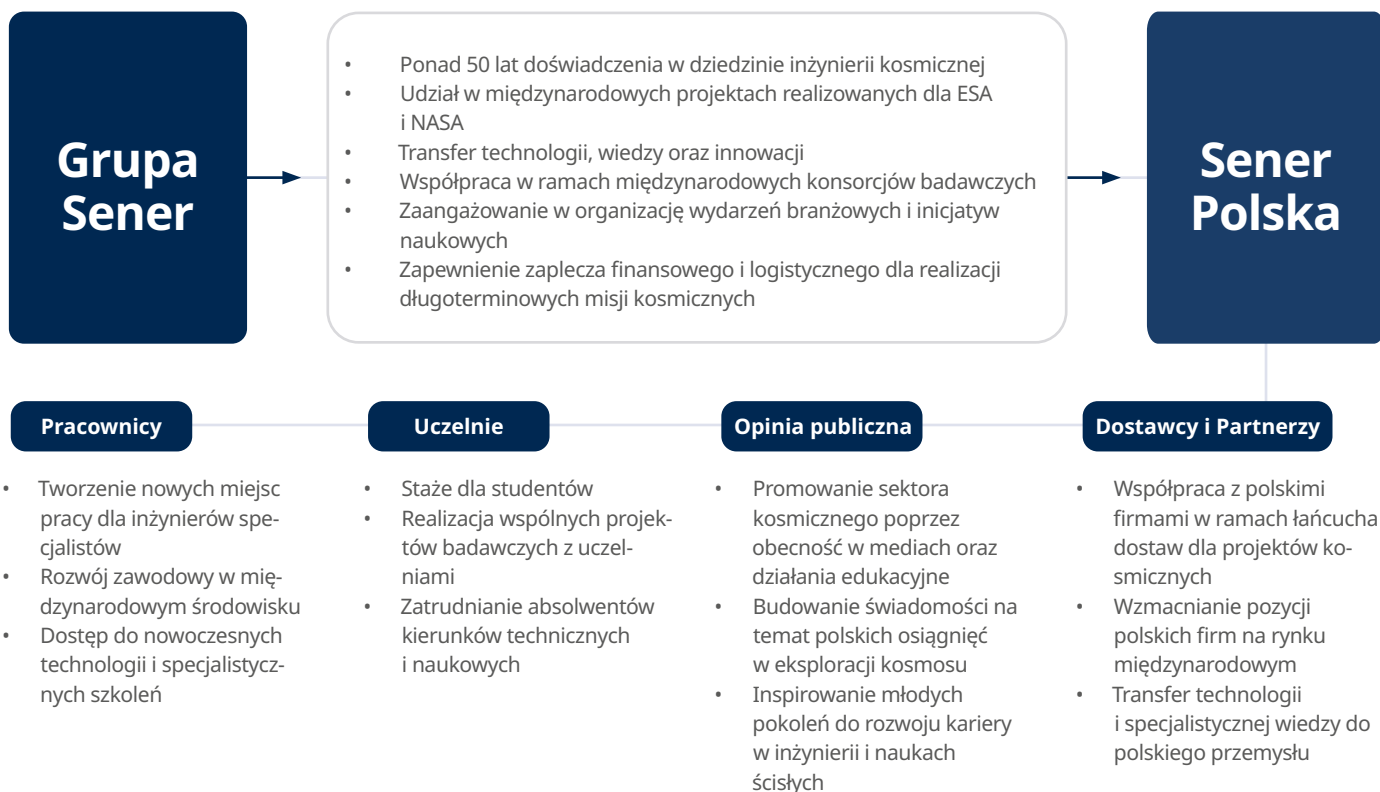 Grupa
Sener
• Ponad 50 lat doświadczenia w dziedzinie inżynierii kosmicznej
• Udział w międzynarodowych projektach realizowanych dla ESA
i NASA
• Transfer technologii, wiedzy oraz innowacji
• Współpraca w ramach międzynarodowych konsorcjów badawczych
• Zaangażowanie w organizację wydarzeń branżowych i inicjatyw
naukowych
• Zapewnienie zaplecza finansowego i logistycznego dla realizacji
długoterminowych misji kosmicznych
Sener
Polska
Pracownicy
• Tworzenie nowych miejsc
pracy dla inżynierów spe-
cjalistów
• Rozwój zawodowy w mię-
dzynarodowym środowisku
• Dostęp do nowoczesnych
technologii i specjalistycz-
nych szkoleń
Uczelnie
• Staże dla studentów
• Realizacja wspólnych projek-
tów badawczych z uczel-
niami
• Zatrudnianie absolwentów
kierunków technicznych
i naukowych
Opinia publiczna
• Promowanie sektora
kosmicznego poprzez
obecność w mediach oraz
działania edukacyjne
• Budowanie świadomości na
temat polskich osiągnięć
w eksploracji kosmosu
• Inspirowanie młodych
pokoleń do rozwoju kariery
w inżynierii i naukach
ścisłych
Dostawcy i Partnerzy
• Współpraca z polskimi
firmami w ramach łańcucha
dostaw dla projektów ko-
smicznych
• Wzmacnianie pozycji
polskich firm na rynku
międzynarodowym
• Transfer technologii
i specjalistycznej wiedzy do
polskiego przemysłu